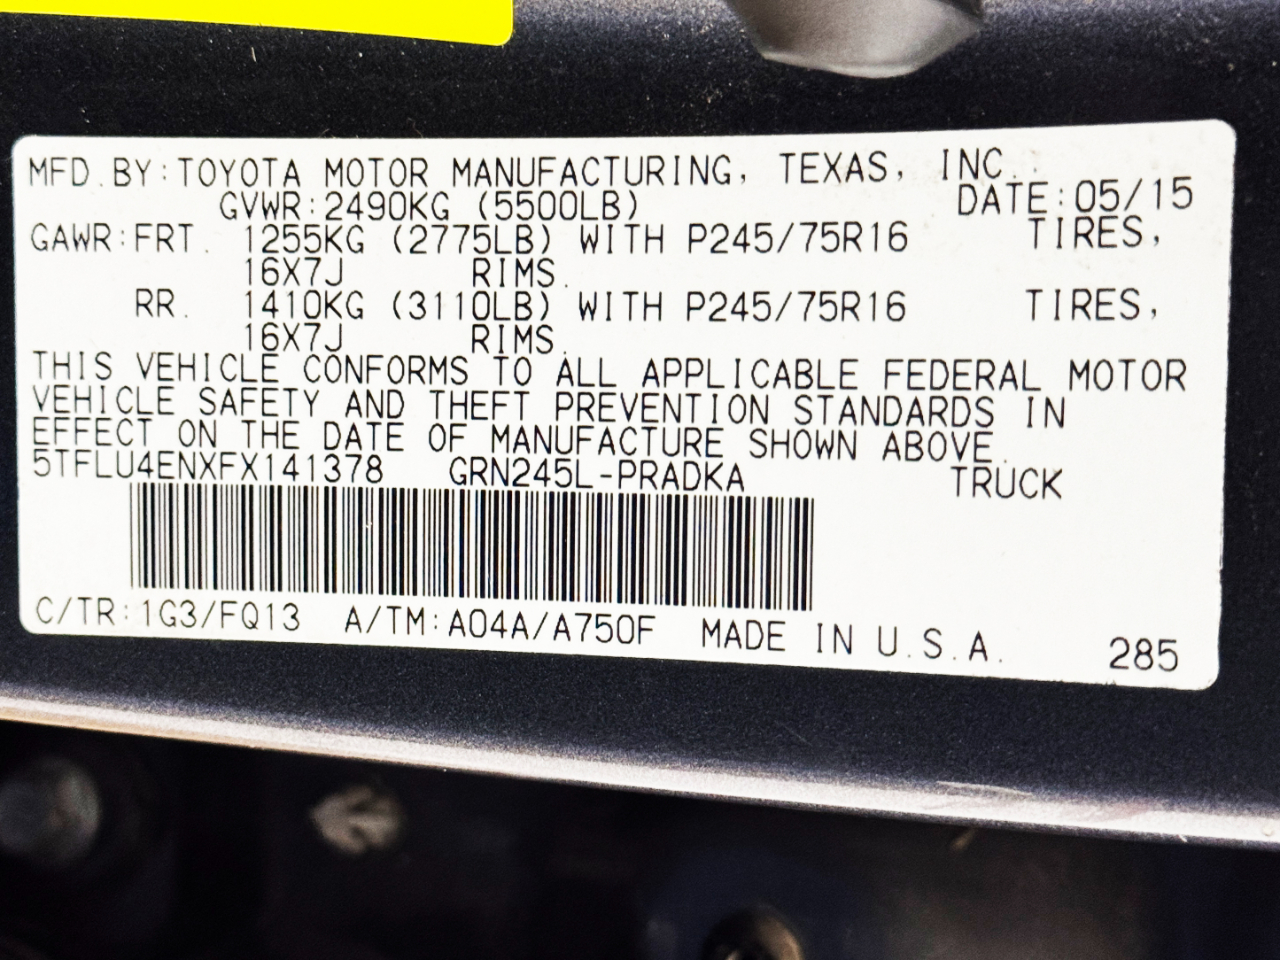 MFD. BY: TOYOTA MOTOR MANUFACTURING, TEXAS, INC.
GVWR: 2490KG (5500LB) DATE: 05/15
GAWR: FRT. 1255KG (2775LB) WITH P245/75R16 TIRES,
16X7J RIMS.
RR. 1410KG (3110LB) WITH P245/75R16 TIRES,
16X7J RIMS.
THIS VEHICLE CONFORMS TO ALL APPLICABLE FEDERAL MOTOR
VEHICLE SAFETY AND THEFT PREVENTION STANDARDS IN
EFFECT ON THE DATE OF MANUFACTURE SHOWN ABOVE.
5TFLU4ENXFX141378 GRN245L-PRADKA TRUCK
C/TR: 1G3/FQ13 A/TM: A04A/A750F MADE IN U.S.A. 285